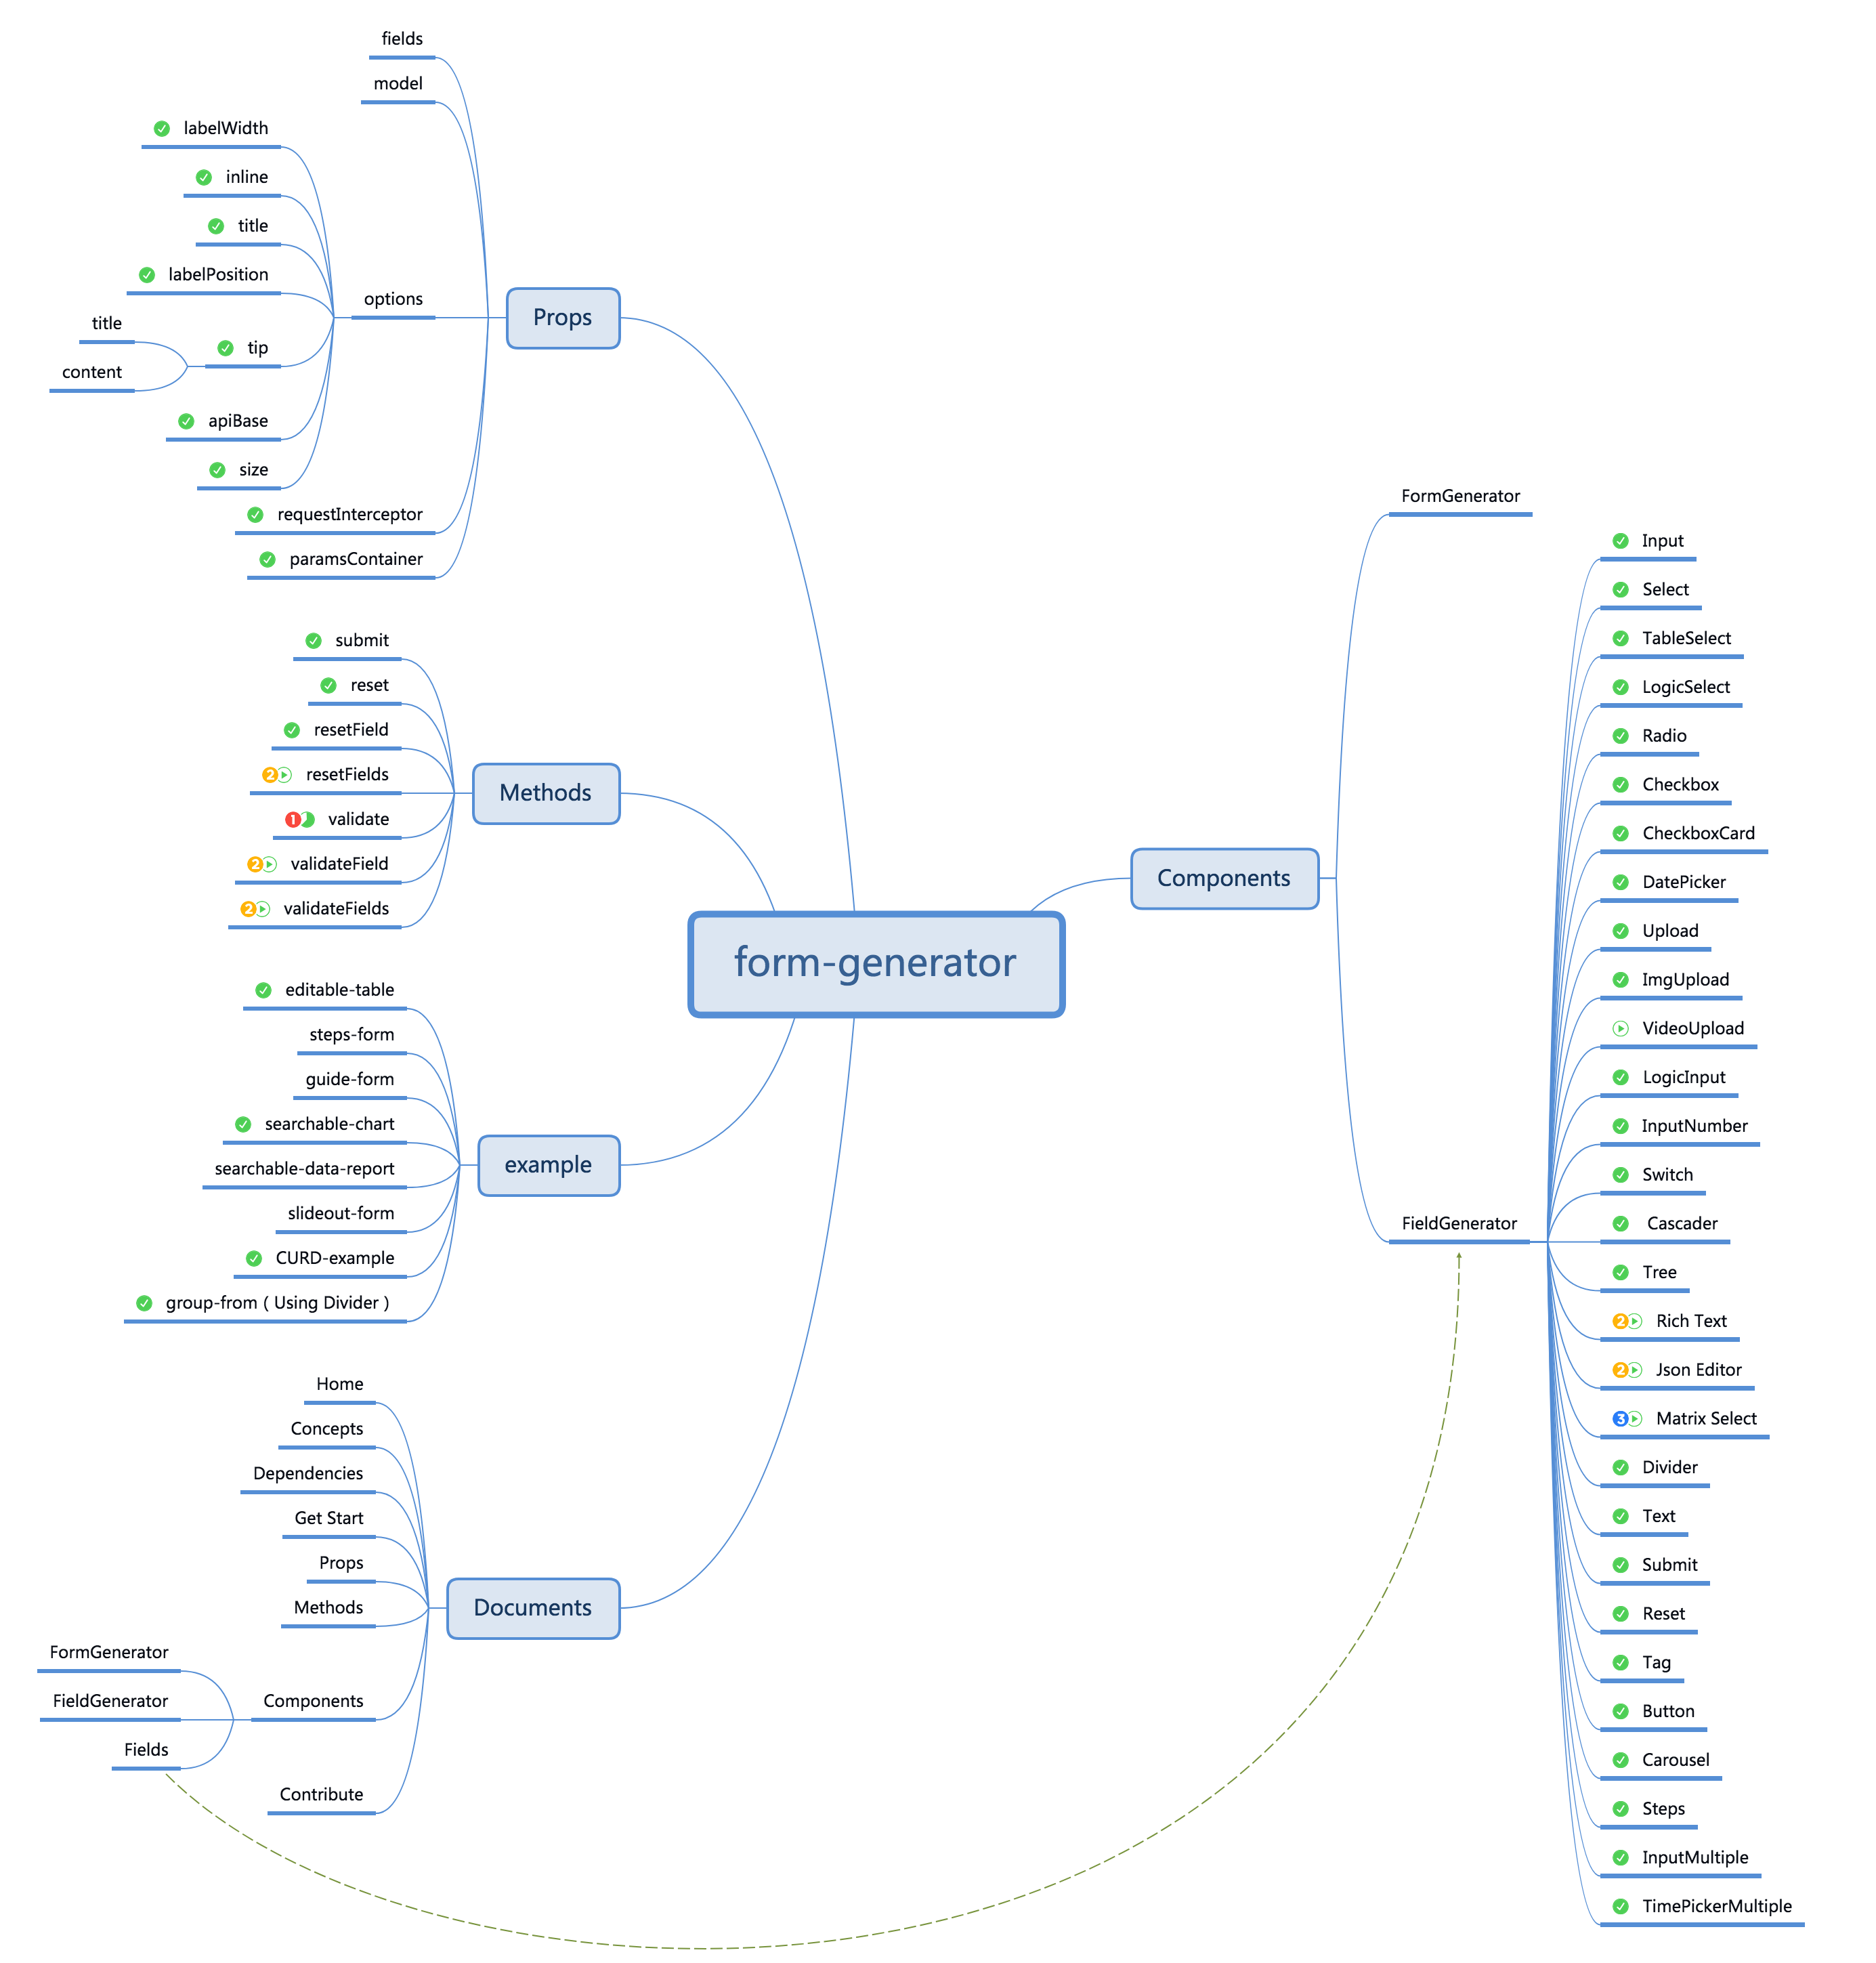 fields
model
labelWidth
inline
title
labelPosition
options
title
tip
content
apiBase
size
requestInterceptor
paramsContainer
Props
submit
reset
resetField
2 resetFields
1 validate
2 validateField
2 validateFields
Methods
form-generator
editable-table
steps-form
guide-form
searchable-chart
searchable-data-report
slideout-form
CURD-example
group-from ( Using Divider )
example
Home
Concepts
Dependencies
Get Start
Props
Methods
FormGenerator
FieldGenerator
Fields
Components
Contribute
Documents
Components
FormGenerator
FieldGenerator
Input
Select
TableSelect
LogicSelect
Radio
Checkbox
CheckboxCard
DatePicker
Upload
ImgUpload
VideoUpload
LogicInput
InputNumber
Switch
Cascader
Tree
2 Rich Text
2 Json Editor
3 Matrix Select
Divider
Text
Submit
Reset
Tag
Button
Carousel
Steps
InputMultiple
TimePickerMultiple